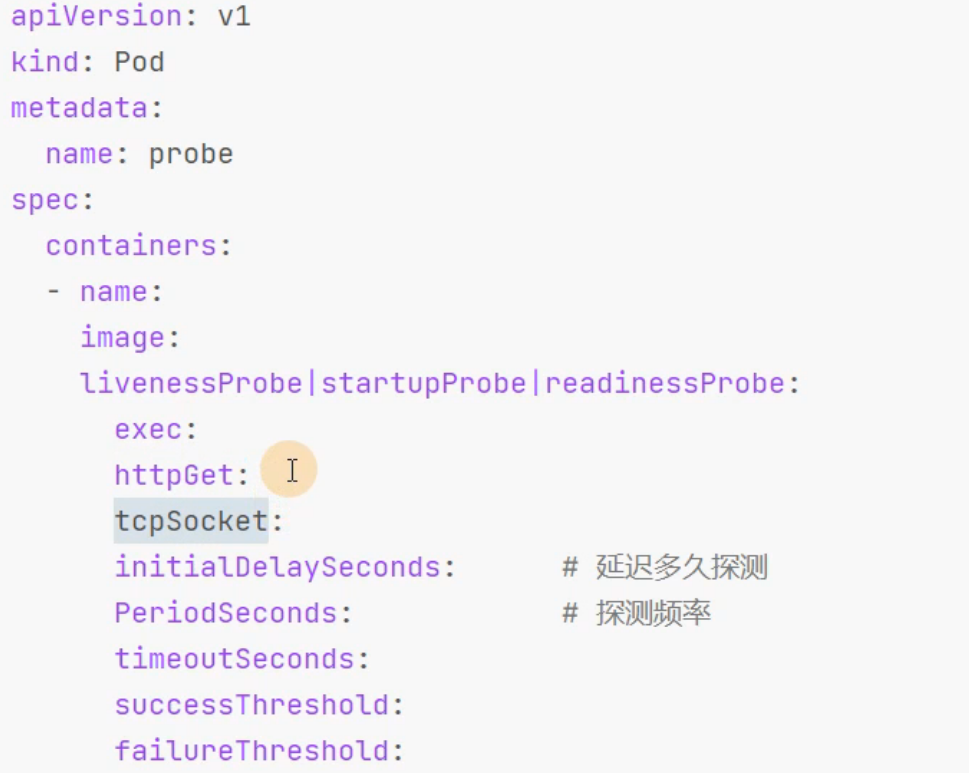 apiVersion: v1
kind: Pod
metadata:
  name: probe
spec:
  containers:
  - name:
    image:
    livenessProbe|startupProbe|readinessProbe:
      exec:
      httpGet:
      tcpSocket:
      initialDelaySeconds:      # 延迟多久探测
      PeriodSeconds:            # 探测频率
      timeoutSeconds:
      successThreshold:
      failureThreshold: